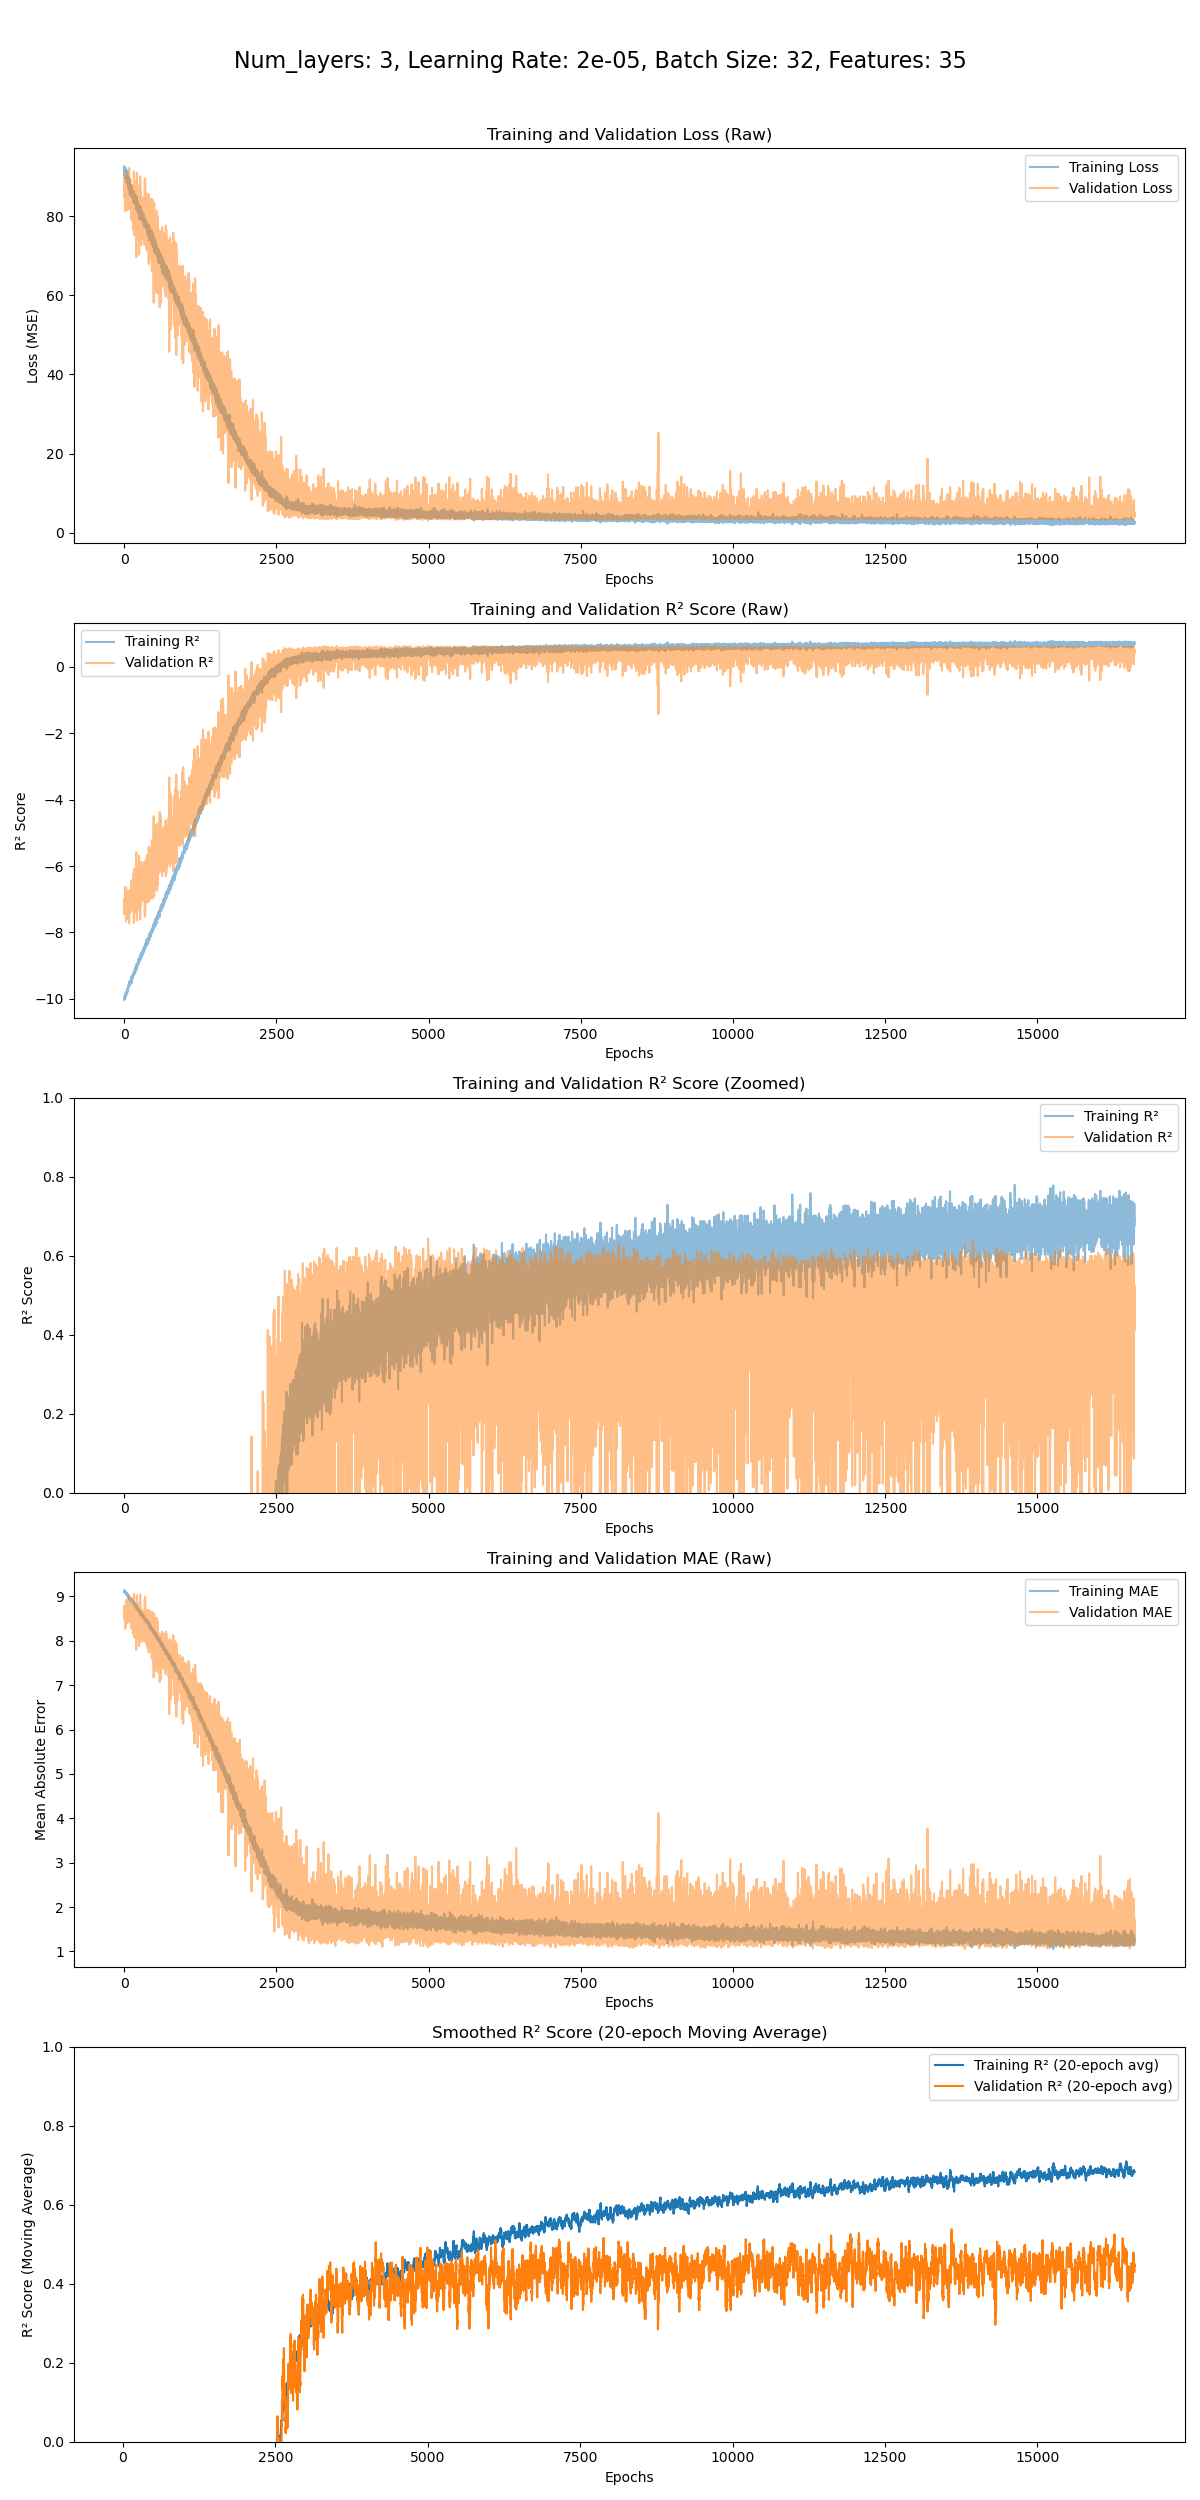 Num_layers: 3, Learning Rate: 2e-05, Batch Size: 32, Features: 35
Training and Validation Loss (Raw)
Training Loss
Validation Loss
Loss (MSE)
80
60
40
20
0
0 2500 5000 7500 10000 12500 15000
Epochs
Training and Validation R² Score (Raw)
Training R²
Validation R²
R² Score
0
−2
−4
−6
−8
−10
0 2500 5000 7500 10000 12500 15000
Epochs
Training and Validation R² Score (Zoomed)
Training R²
Validation R²
R² Score
1.0
0.8
0.6
0.4
0.2
0.0
0 2500 5000 7500 10000 12500 15000
Epochs
Training and Validation MAE (Raw)
Training MAE
Validation MAE
Mean Absolute Error
9
8
7
6
5
4
3
2
1
0 2500 5000 7500 10000 12500 15000
Epochs
Smoothed R² Score (20-epoch Moving Average)
Training R² (20-epoch avg)
Validation R² (20-epoch avg)
R² Score (Moving Average)
1.0
0.8
0.6
0.4
0.2
0.0
0 2500 5000 7500 10000 12500 15000
Epochs